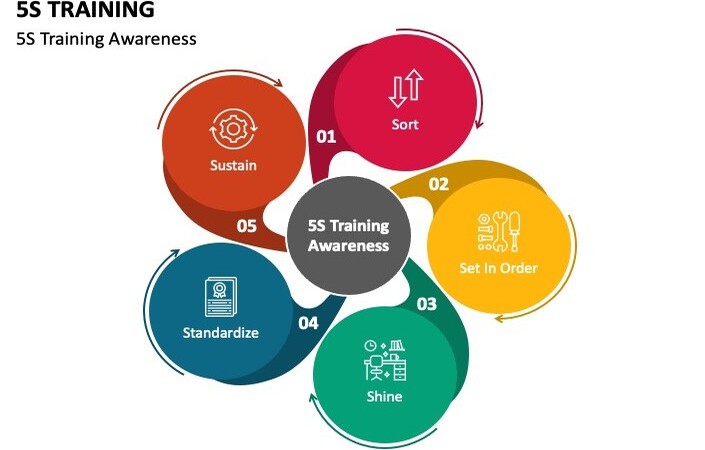 5S TRAINING
5S Training Awareness
01
Sort
02
Set In Order
03
Shine
04
Standardize
05
Sustain
5S Training
Awareness